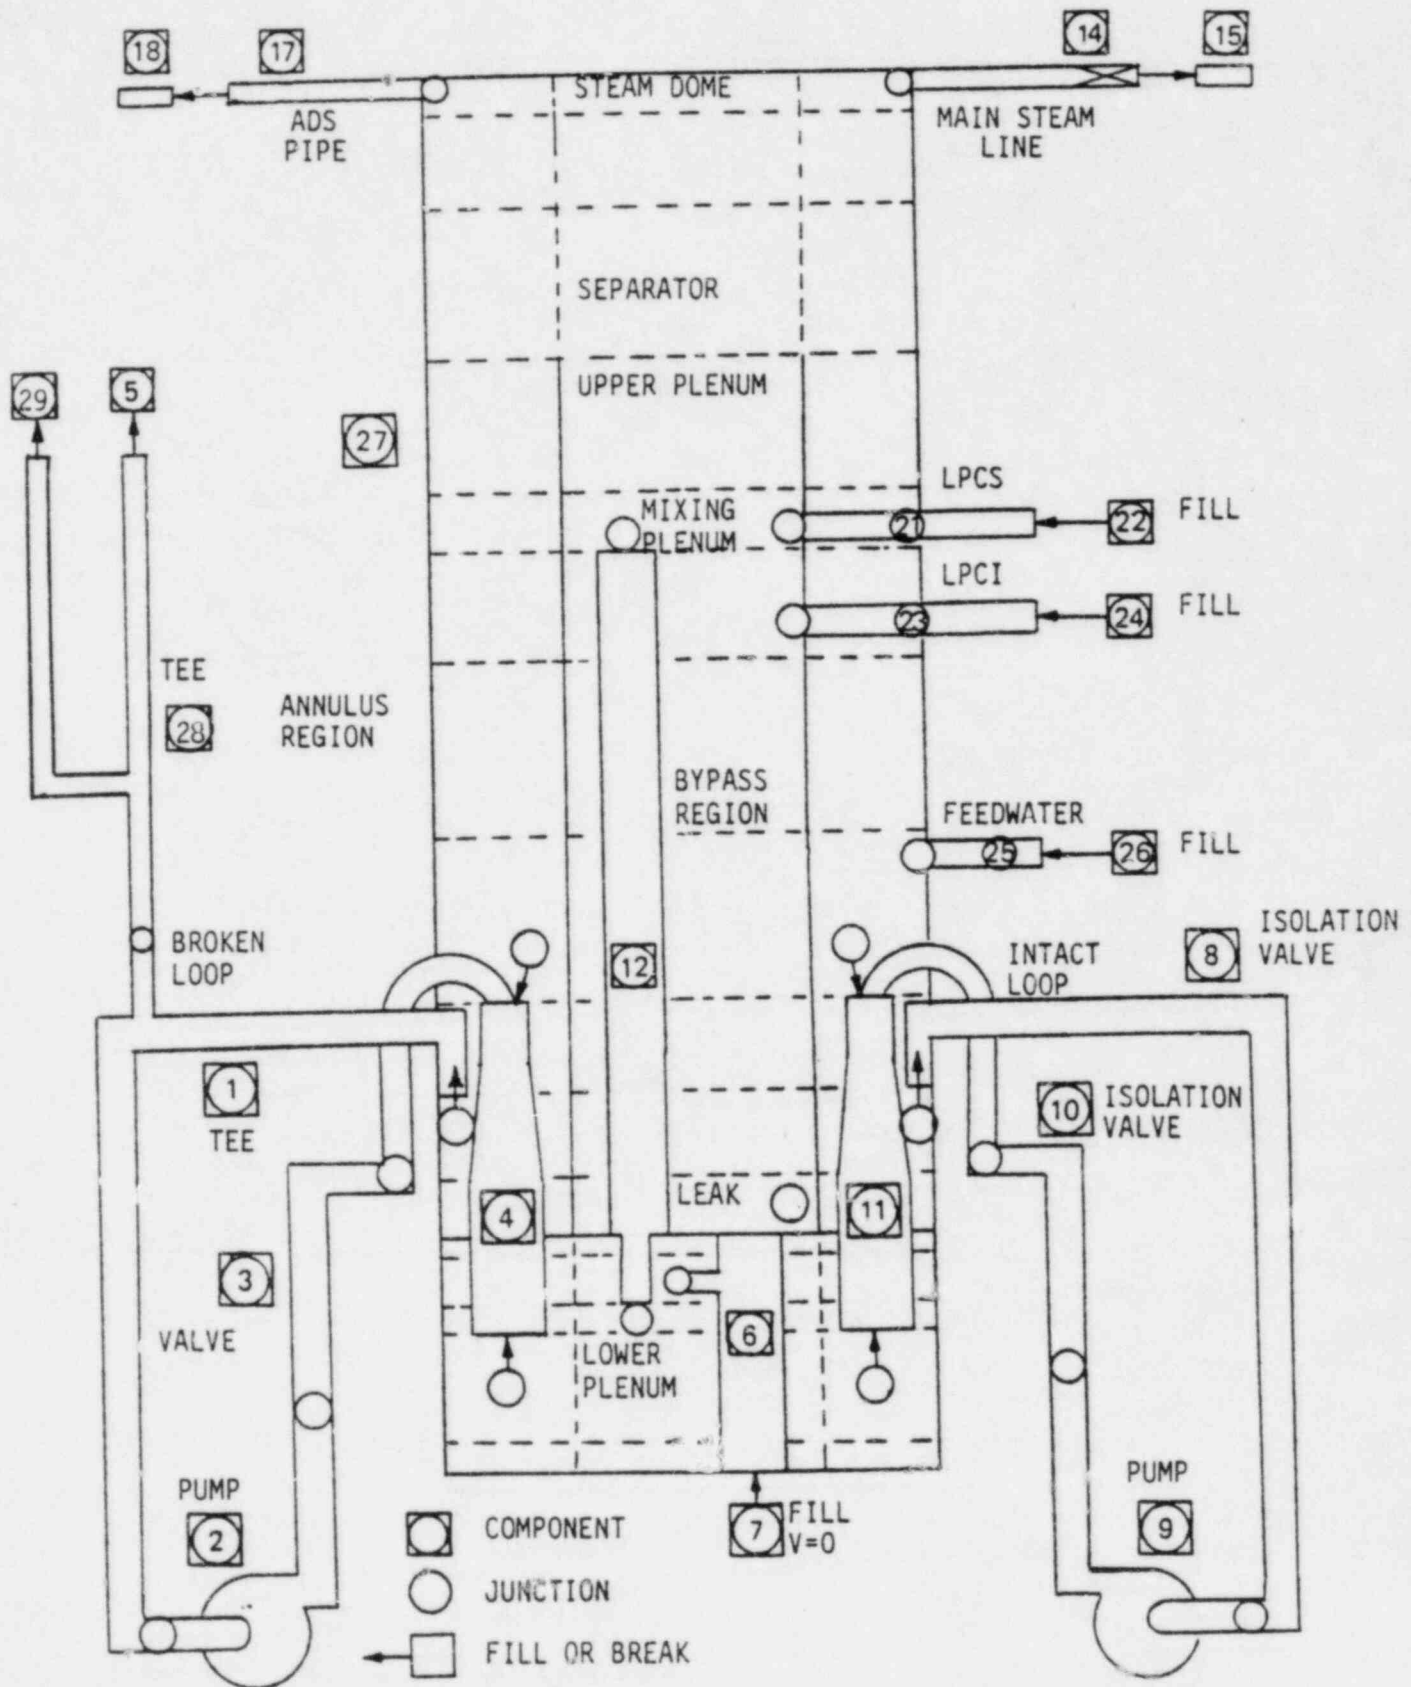 18
17
14
15
STEAM DOME
ADS
PIPE
MAIN STEAM
LINE
SEPARATOR
29
5
27
UPPER PLENUM
LPCS
MIXING
PLENUM
21
22
FILL
LPCI
23
24
FILL
TEE
28
ANNULUS
REGION
BYPASS
REGION
FEEDWATER
25
26
FILL
BROKEN
LOOP
12
INTACT
LOOP
8
ISOLATION
VALVE
1
TEE
10
ISOLATION
VALVE
4
LEAK
11
3
VALVE
6
LOWER
PLENUM
PUMP
2
COMPONENT
7
FILL
V=0
PUMP
9
JUNCTION
FILL OR BREAK